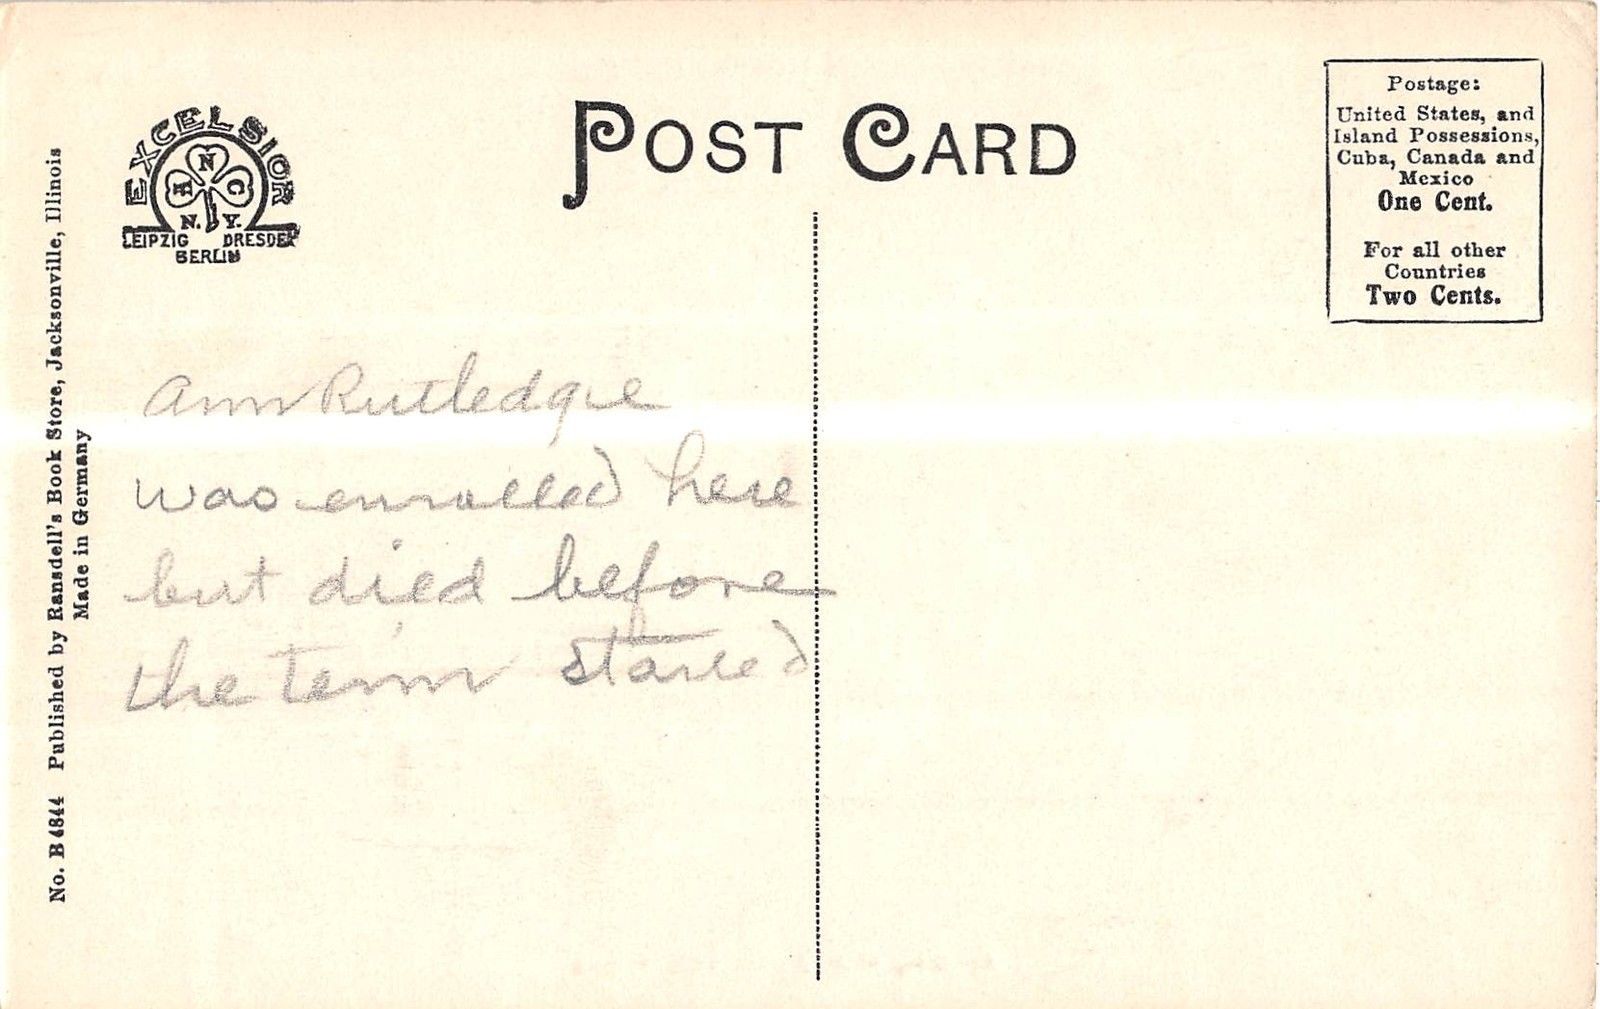 EXCELSIOR
N
H C
N. Y.
LEIPZIG DRESDEN
BERLIN
POST CARD
Postage:
United States, and
Island Possessions,
Cuba, Canada and
Mexico
One Cent.
For all other
Countries
Two Cents.
No. B 4844 Published by Ransdell's Book Store, Jacksonville, Illinois
Made in Germany
Ann Rutledge
was enrolled here
but died before
the term started